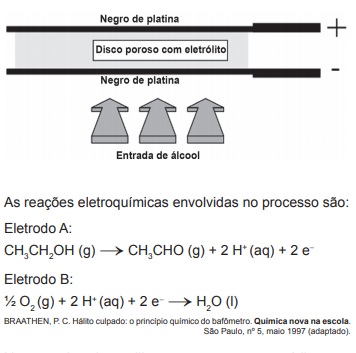 Negro de platina
+
Disco poroso com eletrólito
Negro de platina
-
Entrada de álcool
As reações eletroquímicas envolvidas no processo são:
Eletrodo A:
CH₃CH₂OH (g) ⟶ CH₃CHO (g) + 2 H⁺ (aq) + 2 e⁻
Eletrodo B:
½ O₂ (g) + 2 H⁺ (aq) + 2 e⁻ ⟶ H₂O (l)
BRAATHEN, P. C. Hálito culpado: o princípio químico do bafômetro. Química nova na escola.
São Paulo, nº 5, maio 1997 (adaptado).